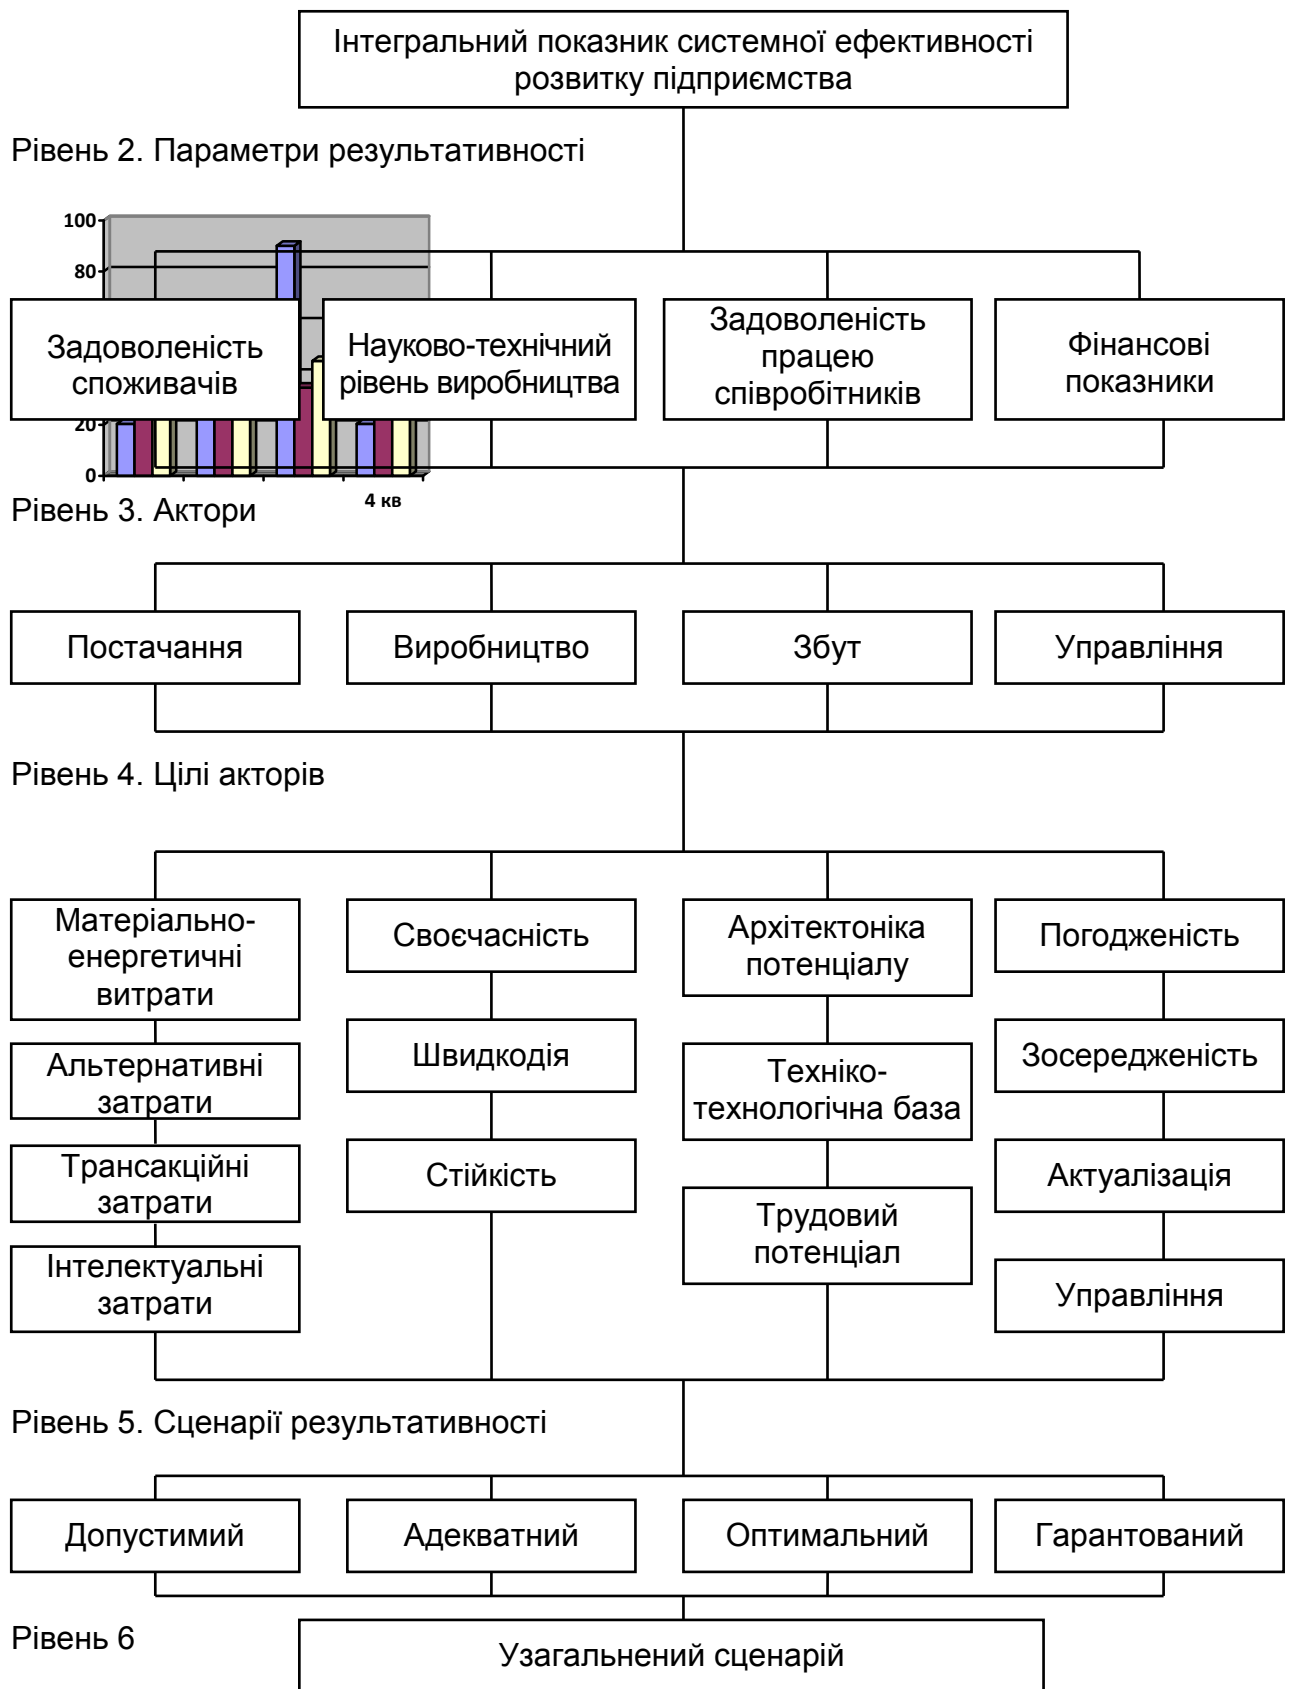 Інтегральний показник системної ефективності
розвитку підприємства
Рівень 2. Параметри результативності
100
80
Задоволеність
споживачів
Науково-технічний
рівень виробництва
Задоволеність
працею
співробітників
Фінансові
показники
20
0
4 кв
Рівень 3. Актори
Постачання
Виробництво
Збут
Управління
Рівень 4. Цілі акторів
Матеріально-
енергетичні
витрати
Альтернативні
затрати
Трансакційні
затрати
Інтелектуальні
затрати
Своєчасність
Швидкодія
Стійкість
Архітектоніка
потенціалу
Техніко-
технологічна база
Трудовий
потенціал
Погодженість
Зосередженість
Актуалізація
Управління
Рівень 5. Сценарії результативності
Допустимий
Адекватний
Оптимальний
Гарантований
Рівень 6
Узагальнений сценарій